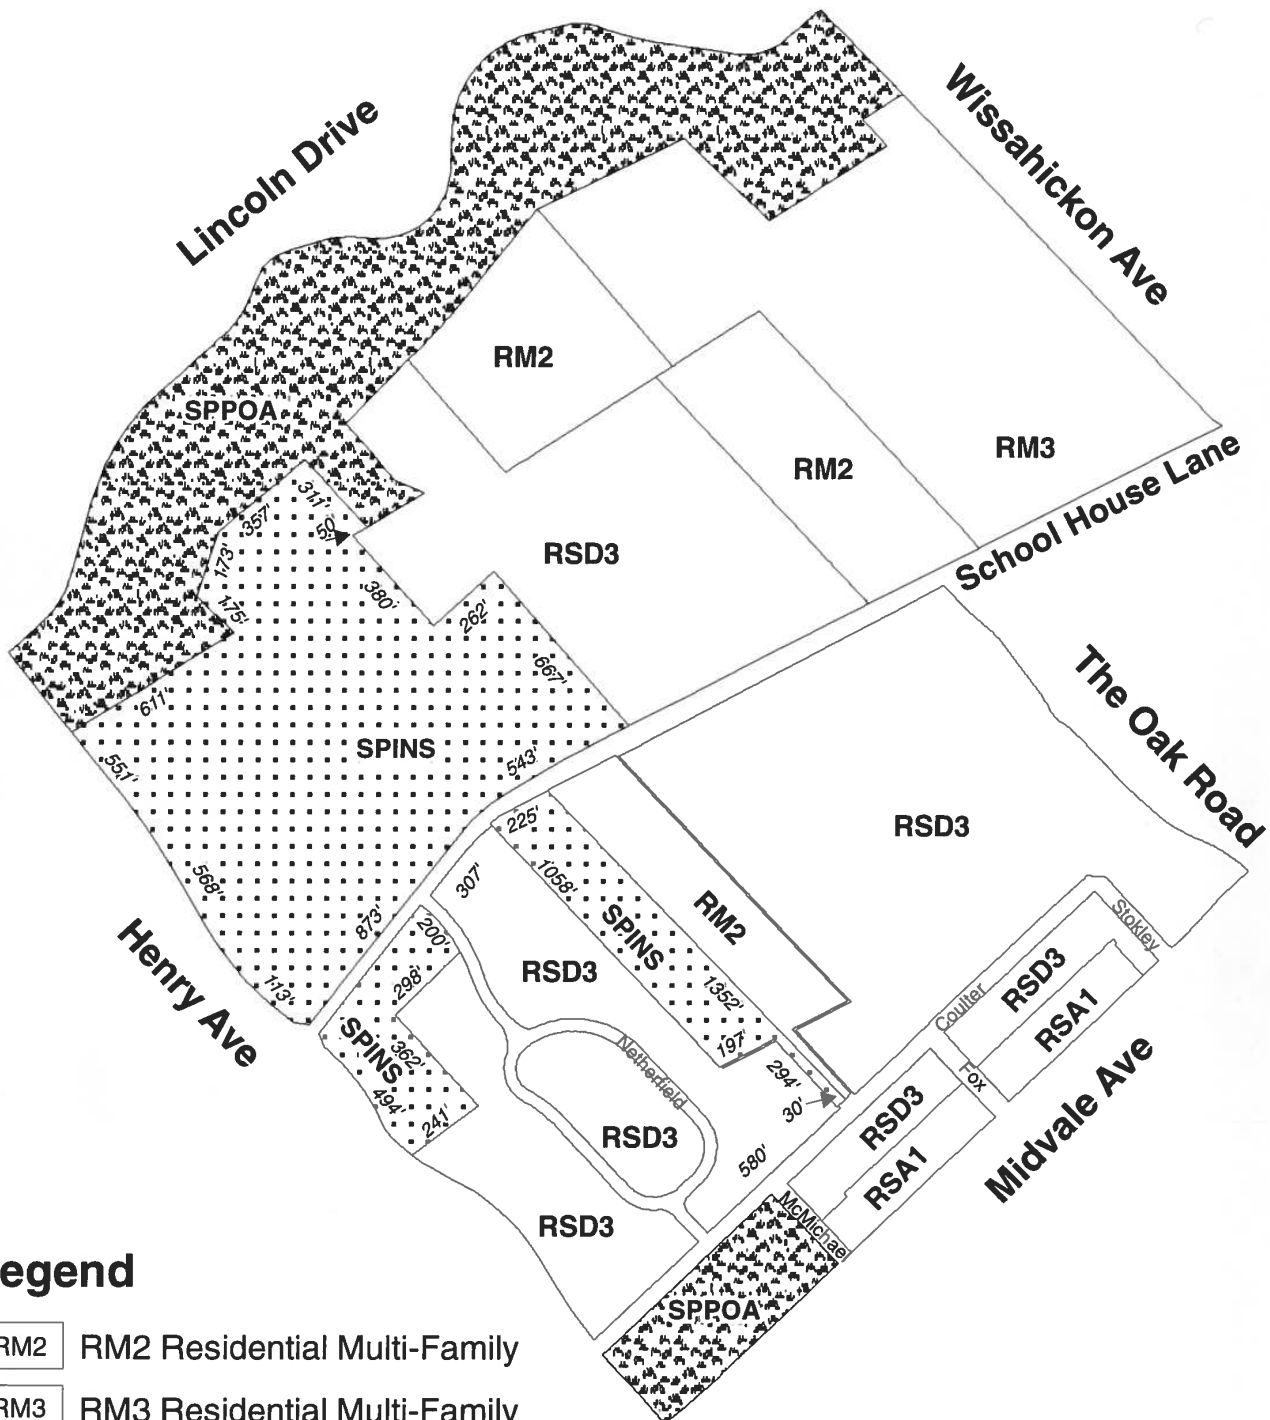 Lincoln Drive
Wissahickon Ave
RM2
SPPOA
RM3
RM2
School House Lane
311'
357'
50'
173'
RSD3
175'
380'
262'
667'
611'
SPINS
543'
551'
The Oak Road
RSD3
225'
568'
307'
1058'
873'
200'
SPINS
RM2
Stokley
Henry Ave
298'
RSD3
1352'
RSD3
113'
Coulter
RSA1
SPINS
362'
197'
Netherfield
294'
Fox
494'
30'
RSD3
241'
RSD3
580'
RSA1
Midvale Ave
RSD3
McMichael
SPPOA
egend
RM2 RM2 Residential Multi-Family
RM3 RM3 Residential Multi-Family